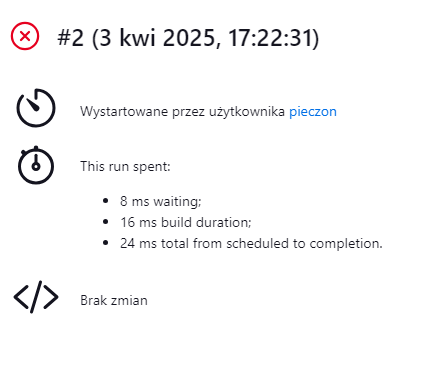 #2 (3 kwi 2025, 17:22:31)
Wystartowane przez użytkownika pieczon
This run spent:
8 ms waiting;
16 ms build duration;
24 ms total from scheduled to completion.
Brak zmian